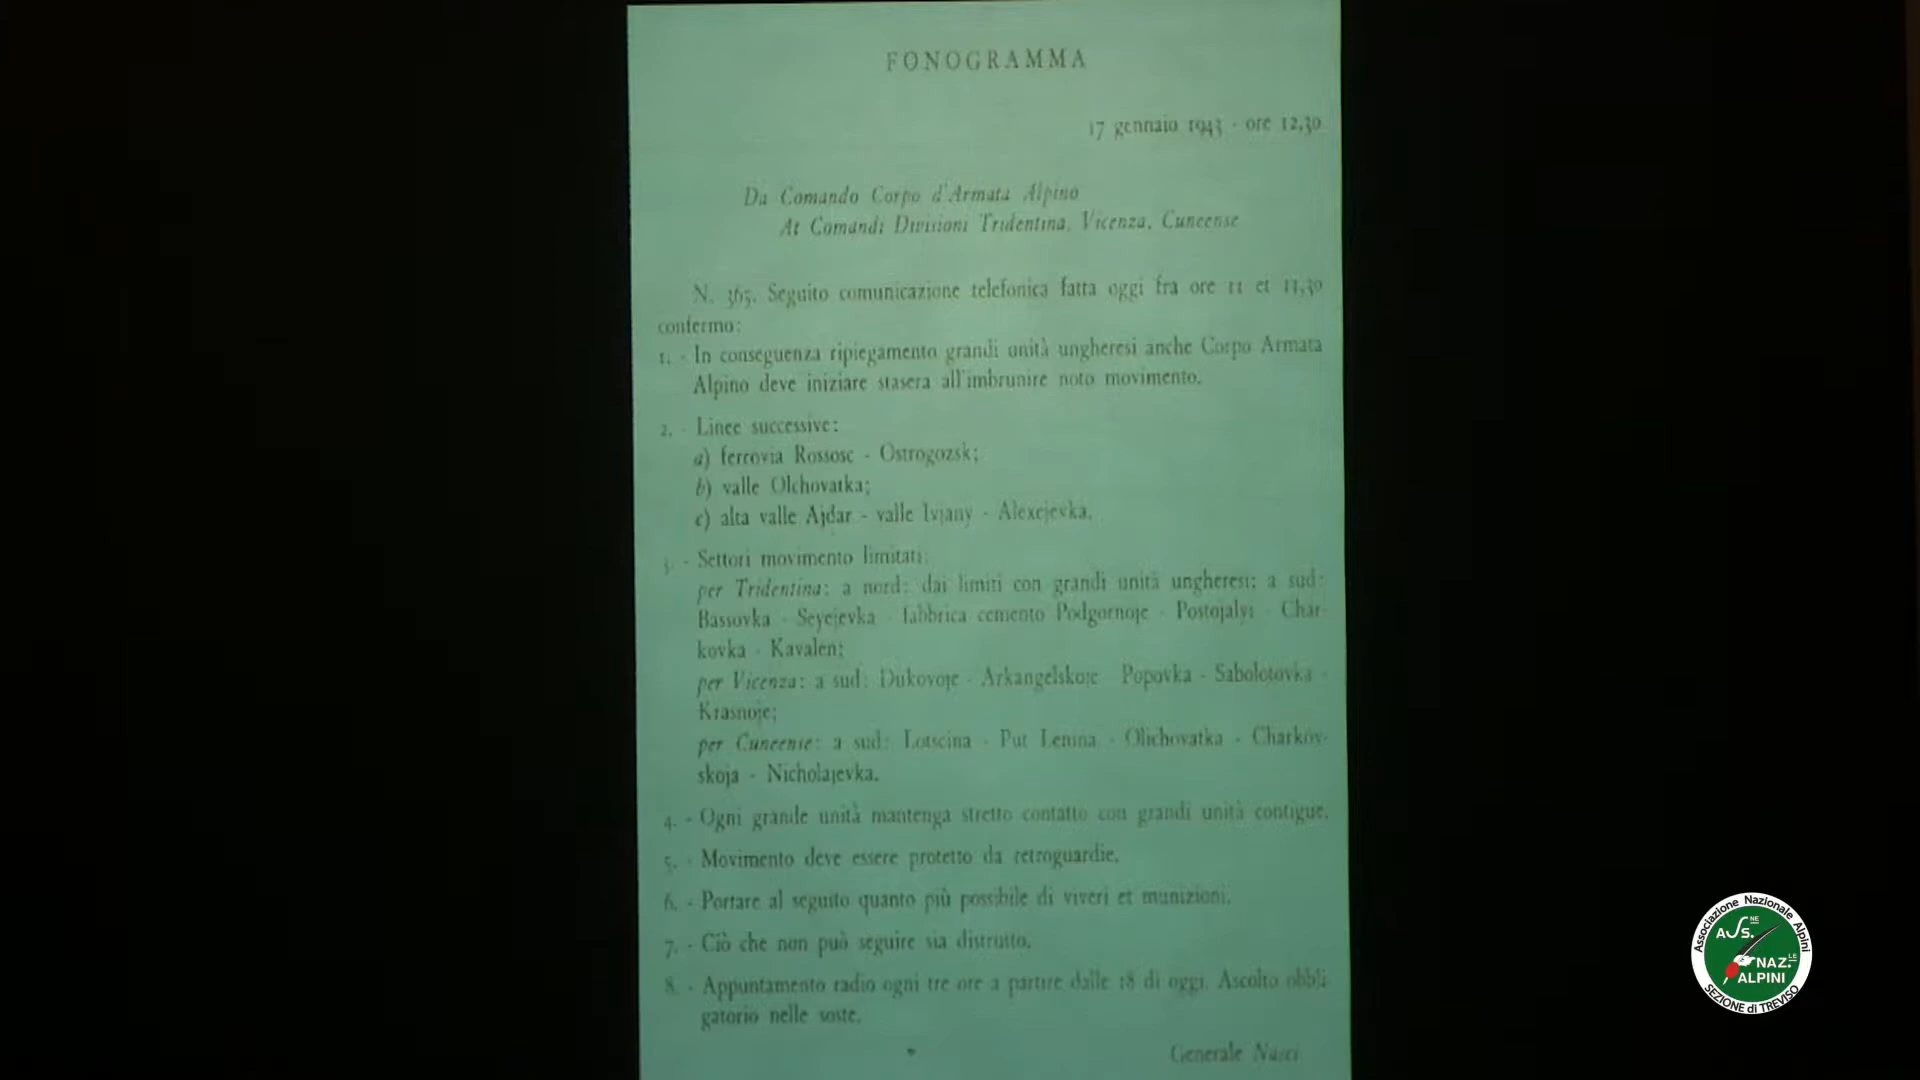 FONOGRAMMA
17 gennaio 1943 - ore 12,30
Da Comando Corpo d'Armata Alpino
At Comandi Divisioni Tridentina, Vicenza, Cuneense
N. 365. Seguito comunicazione telefonica fatta oggi fra ore 11 et 11,30
confermo:
1. - In conseguenza ripiegamento grandi unità ungheresi anche Corpo Armata
Alpino deve iniziare stasera all'imbrunire noto movimento.
2. - Linee successive:
a) ferrovia Rossosc - Ostrogozsk;
b) valle Olchovatka;
c) alta valle Ajdar - valle Ivjany - Alexejevka.
3. - Settori movimento limitati:
per Tridentina: a nord: dai limiti con grandi unità ungheresi; a sud:
Bassovka - Seyejevka - fabbrica cemento Podgornoje - Postojalyi - Char-
kovka - Kavalen;
per Vicenza: a sud: Dukovoje - Arkangelskoje Popovka - Sabolotovka -
Krasnoje;
per Cuneense: a sud: Lotscina - Put Lenina - Olichovatka - Charkov-
skoja - Nicholajevka.
4. - Ogni grande unità mantenga stretto contatto con grandi unità contigue.
5. - Movimento deve essere protetto da retroguardie.
6. - Portare al seguito quanto più possibile di viveri et munizioni.
7. - Ciò che non può seguire sia distrutto.
8. - Appuntamento radio ogni tre ore a partire dalle 18 di oggi. Ascolto obbli-
gatorio nelle soste.
Generale Nasci
Associazione Nazionale Alpini
ASS.NE
NAZ.LE
ALPINI
SEZIONE di TREVISO